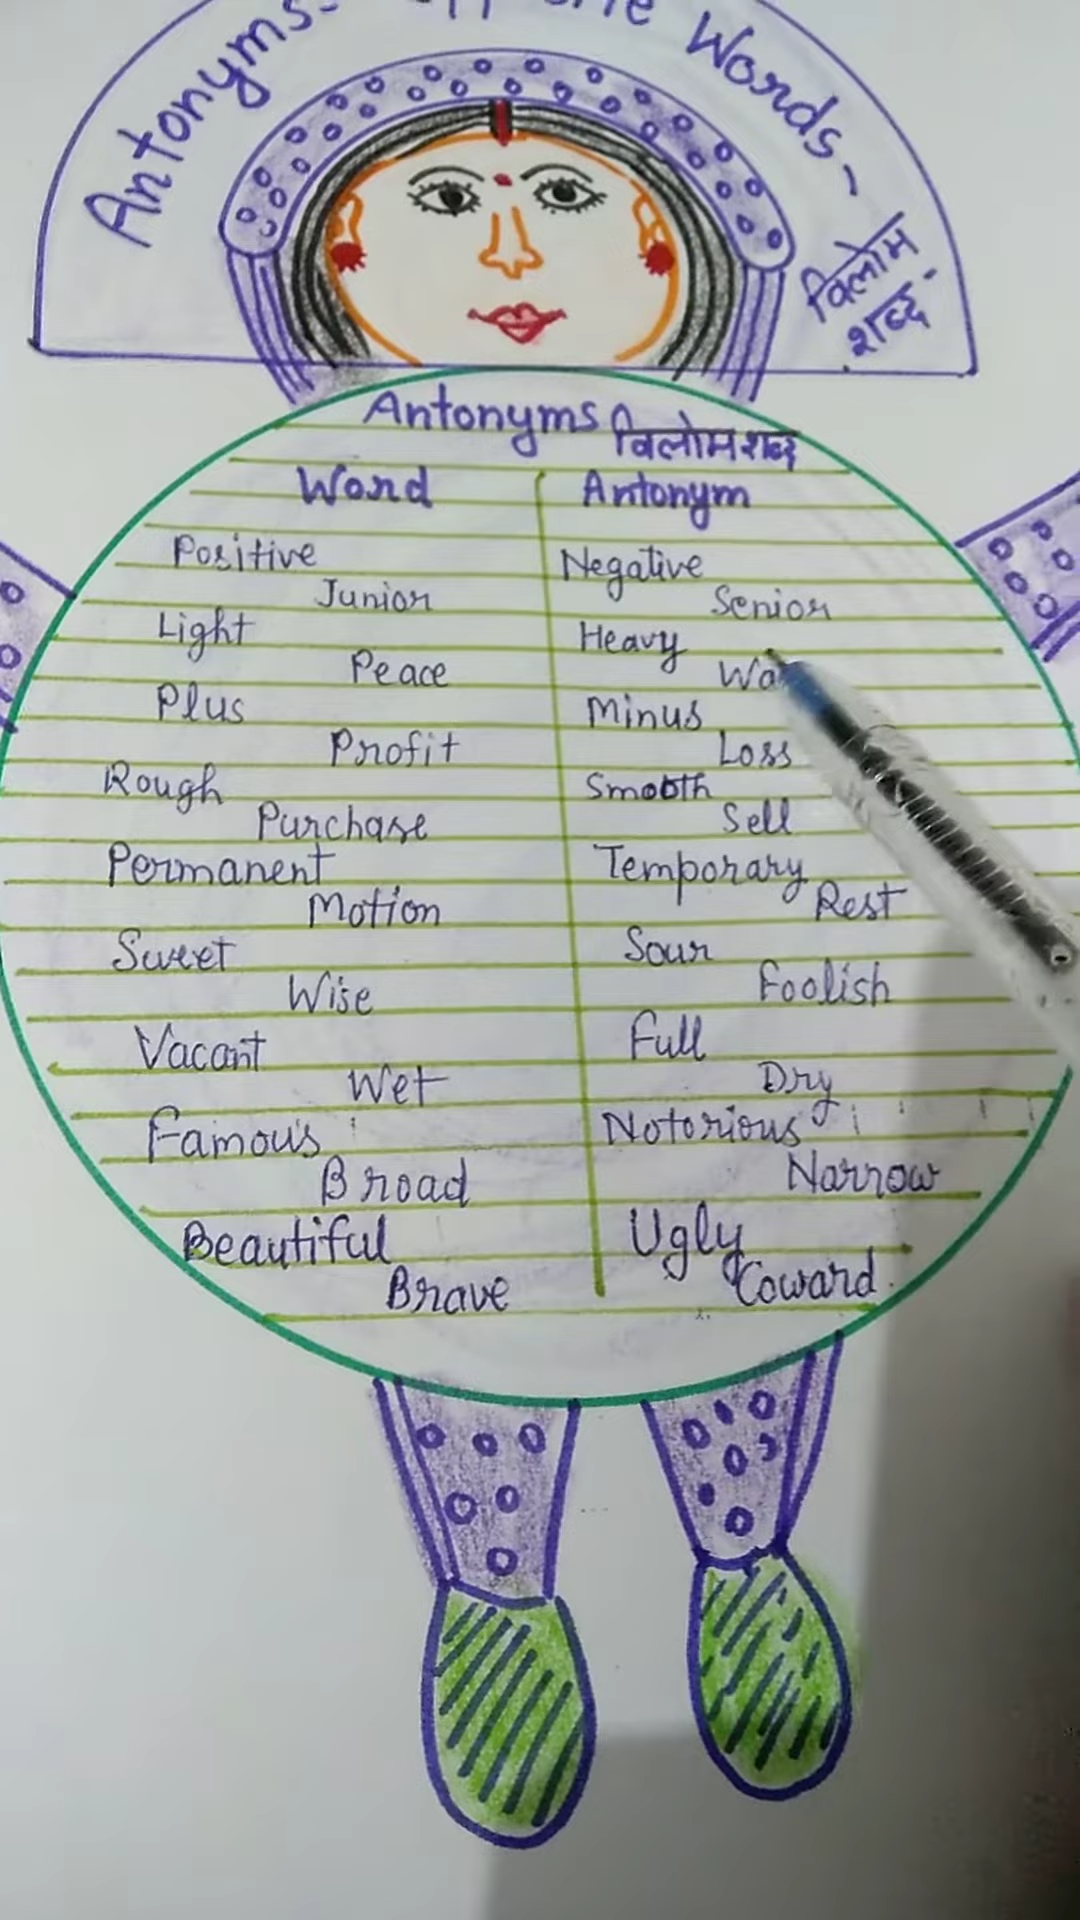 Antonyms- Words-
विलोम
शब्द
Antonyms विलोम शब्द
Word Antonym
Positive Negative
Junior Senior
Light Heavy
Peace
Plus Minus
Profit Loss
Rough Smooth
Purchase Sell
Permanent Temporary
Motion Rest
Sweet Sour
Wise Foolish
Vacant Full
Wet Dry
Famous Notorious
Broad Narrow
Beautiful Ugly
Brave Coward